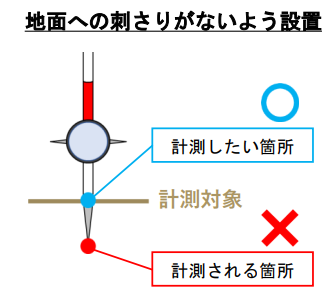 地面への刺さりがないよう設置
計測したい箇所
計測対象
計測される箇所